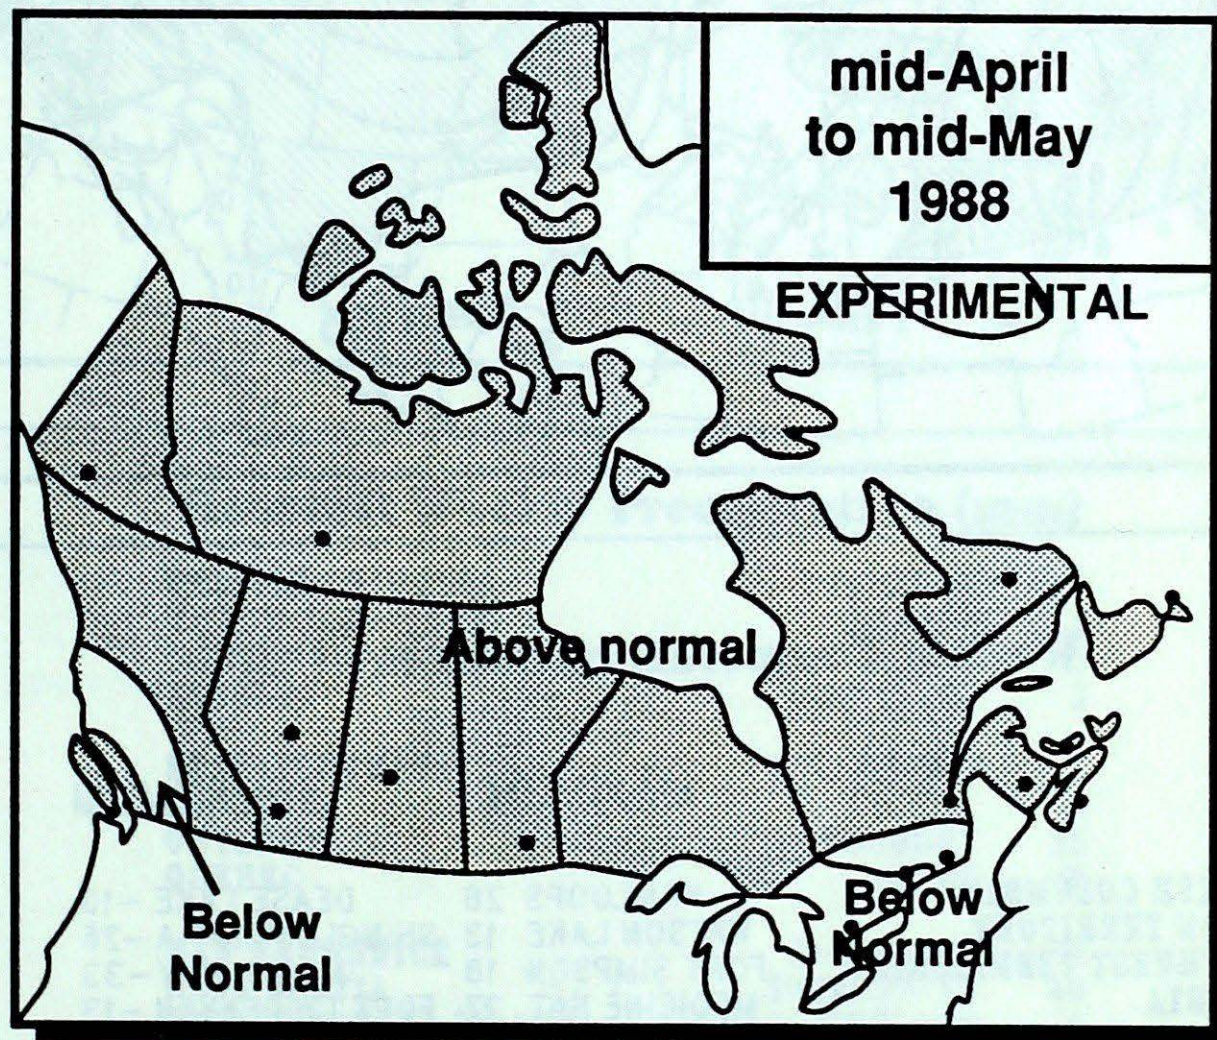 mid-April
to mid-May
1988
EXPERIMENTAL
Above normal
Below
Normal
Below
Normal